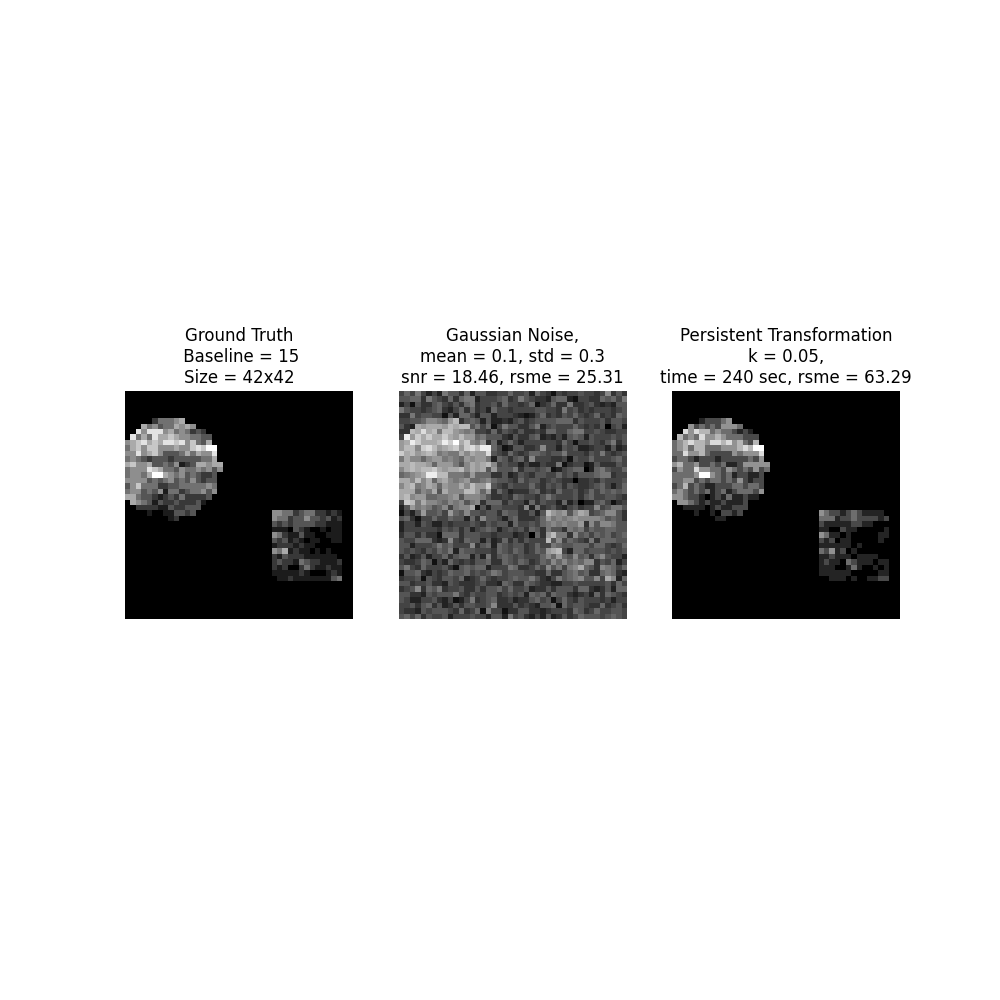 Ground Truth
Baseline = 15
Size = 42x42
Gaussian Noise,
mean = 0.1, std = 0.3
snr = 18.46, rsme = 25.31
Persistent Transformation
k = 0.05,
time = 240 sec, rsme = 63.29